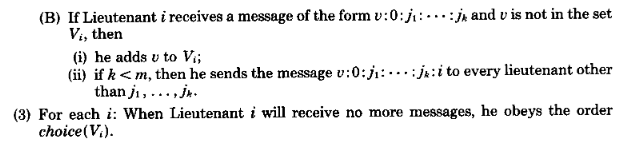 (B) If Lieutenant i receives a message of the form v:0:j₁:⋯:jₖ and v is not in the set
Vᵢ, then
(i) he adds v to Vᵢ;
(ii) if k < m, then he sends the message v:0:j₁:⋯:jₖ:i to every lieutenant other
than j₁, ..., jₖ.
(3) For each i: When Lieutenant i will receive no more messages, he obeys the order
choice(Vᵢ).